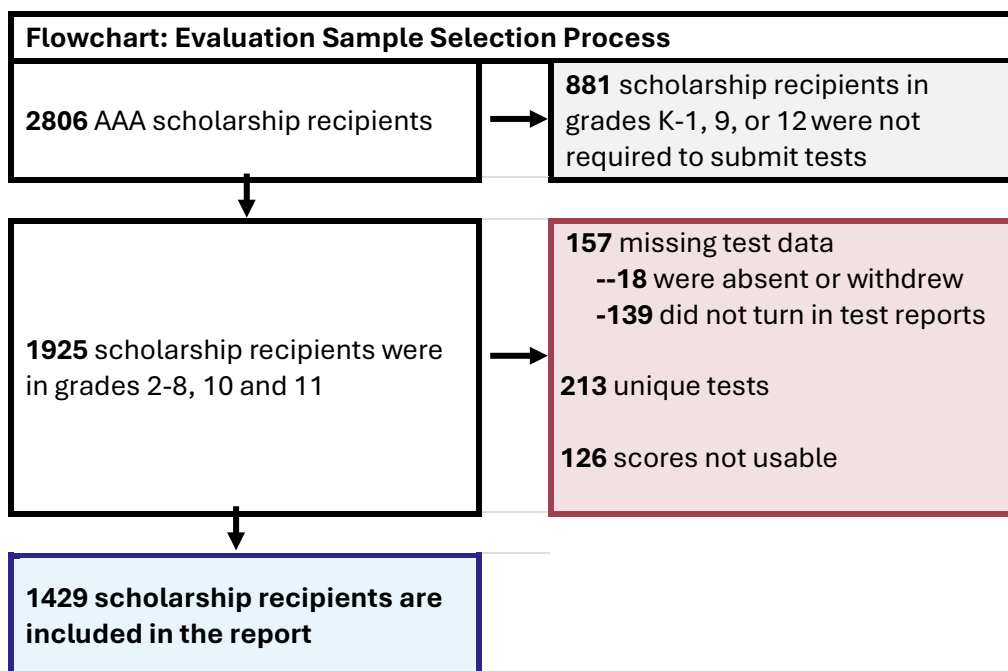 Flowchart: Evaluation Sample Selection Process
2806 AAA scholarship recipients
881 scholarship recipients in
grades K-1, 9, or 12 were not
required to submit tests
1925 scholarship recipients were
in grades 2-8, 10 and 11
157 missing test data
--18 were absent or withdrew
-139 did not turn in test reports
213 unique tests
126 scores not usable
1429 scholarship recipients are
included in the report